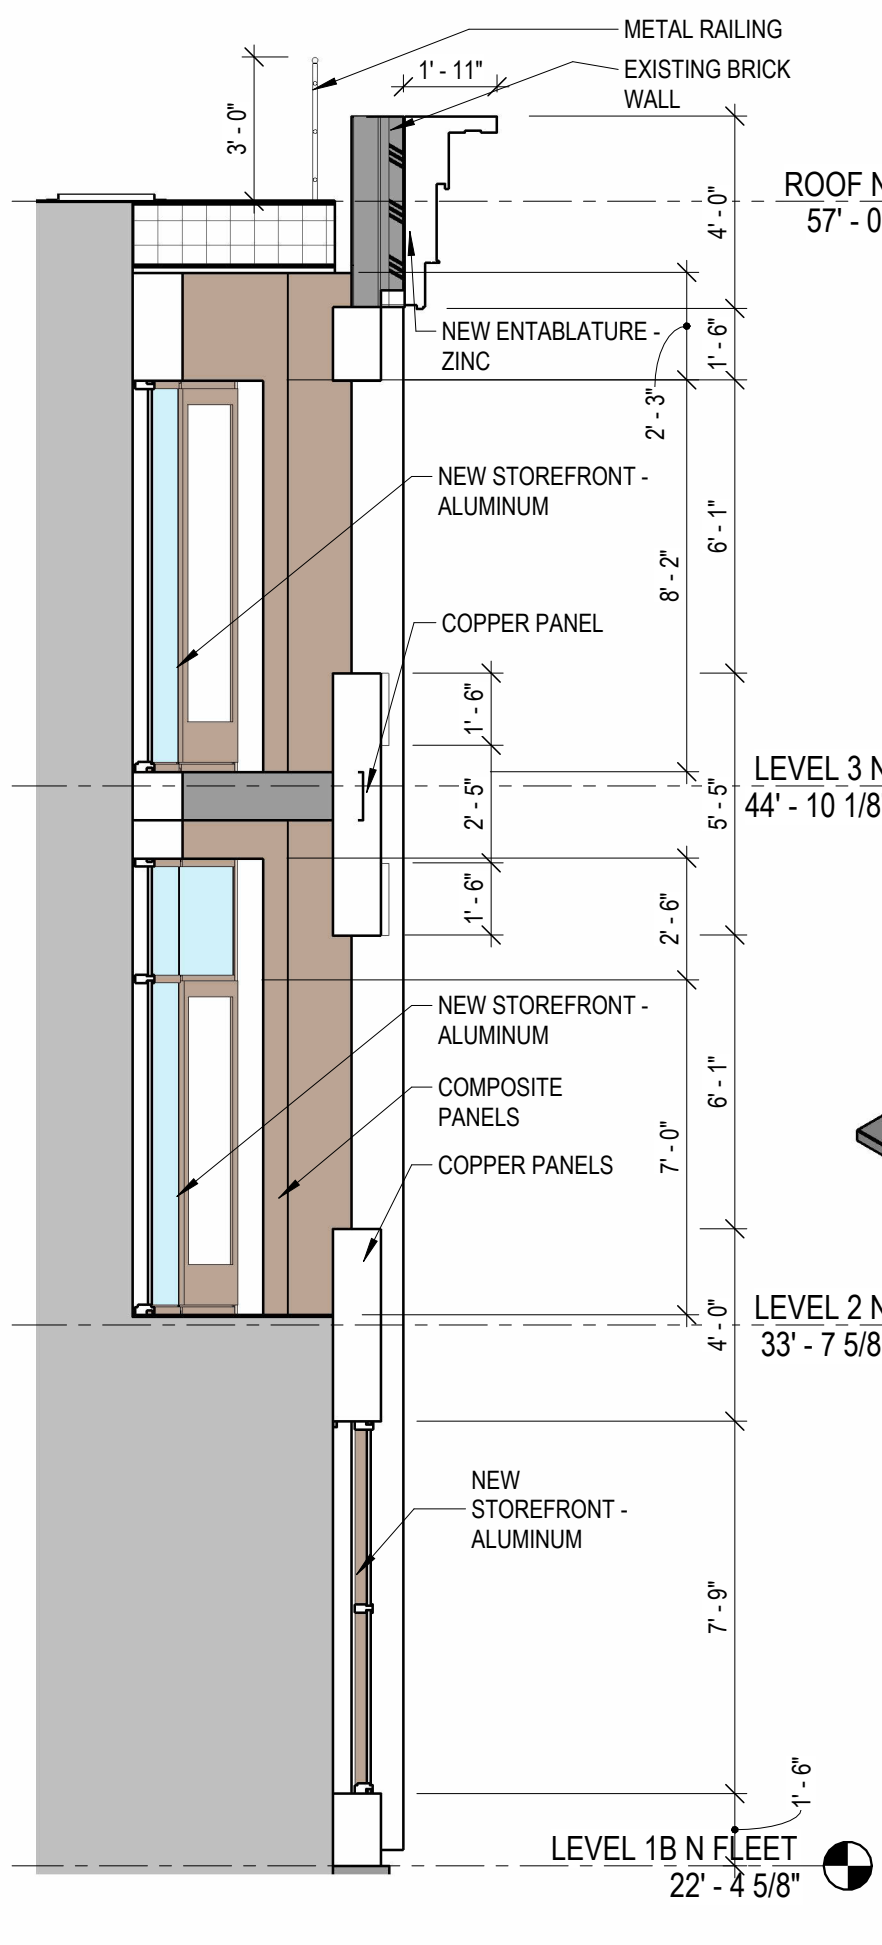 METAL RAILING
1' - 11"
EXISTING BRICK
WALL
3' - 0"
ROOF N
57' - 0
4' - 0"
NEW ENTABLATURE -
ZINC
1' - 6"
2' - 3"
NEW STOREFRONT -
ALUMINUM
6' - 1"
8' - 2"
COPPER PANEL
1' - 6"
LEVEL 3 N
44' - 10 1/8
2' - 5"
5' - 5"
1' - 6"
2' - 6"
NEW STOREFRONT -
ALUMINUM
COMPOSITE
PANELS
6' - 1"
7' - 0"
COPPER PANELS
LEVEL 2 N
33' - 7 5/8
4' - 0"
NEW
STOREFRONT -
ALUMINUM
7' - 9"
1' - 6"
LEVEL 1B N FLEET
22' - 4 5/8"